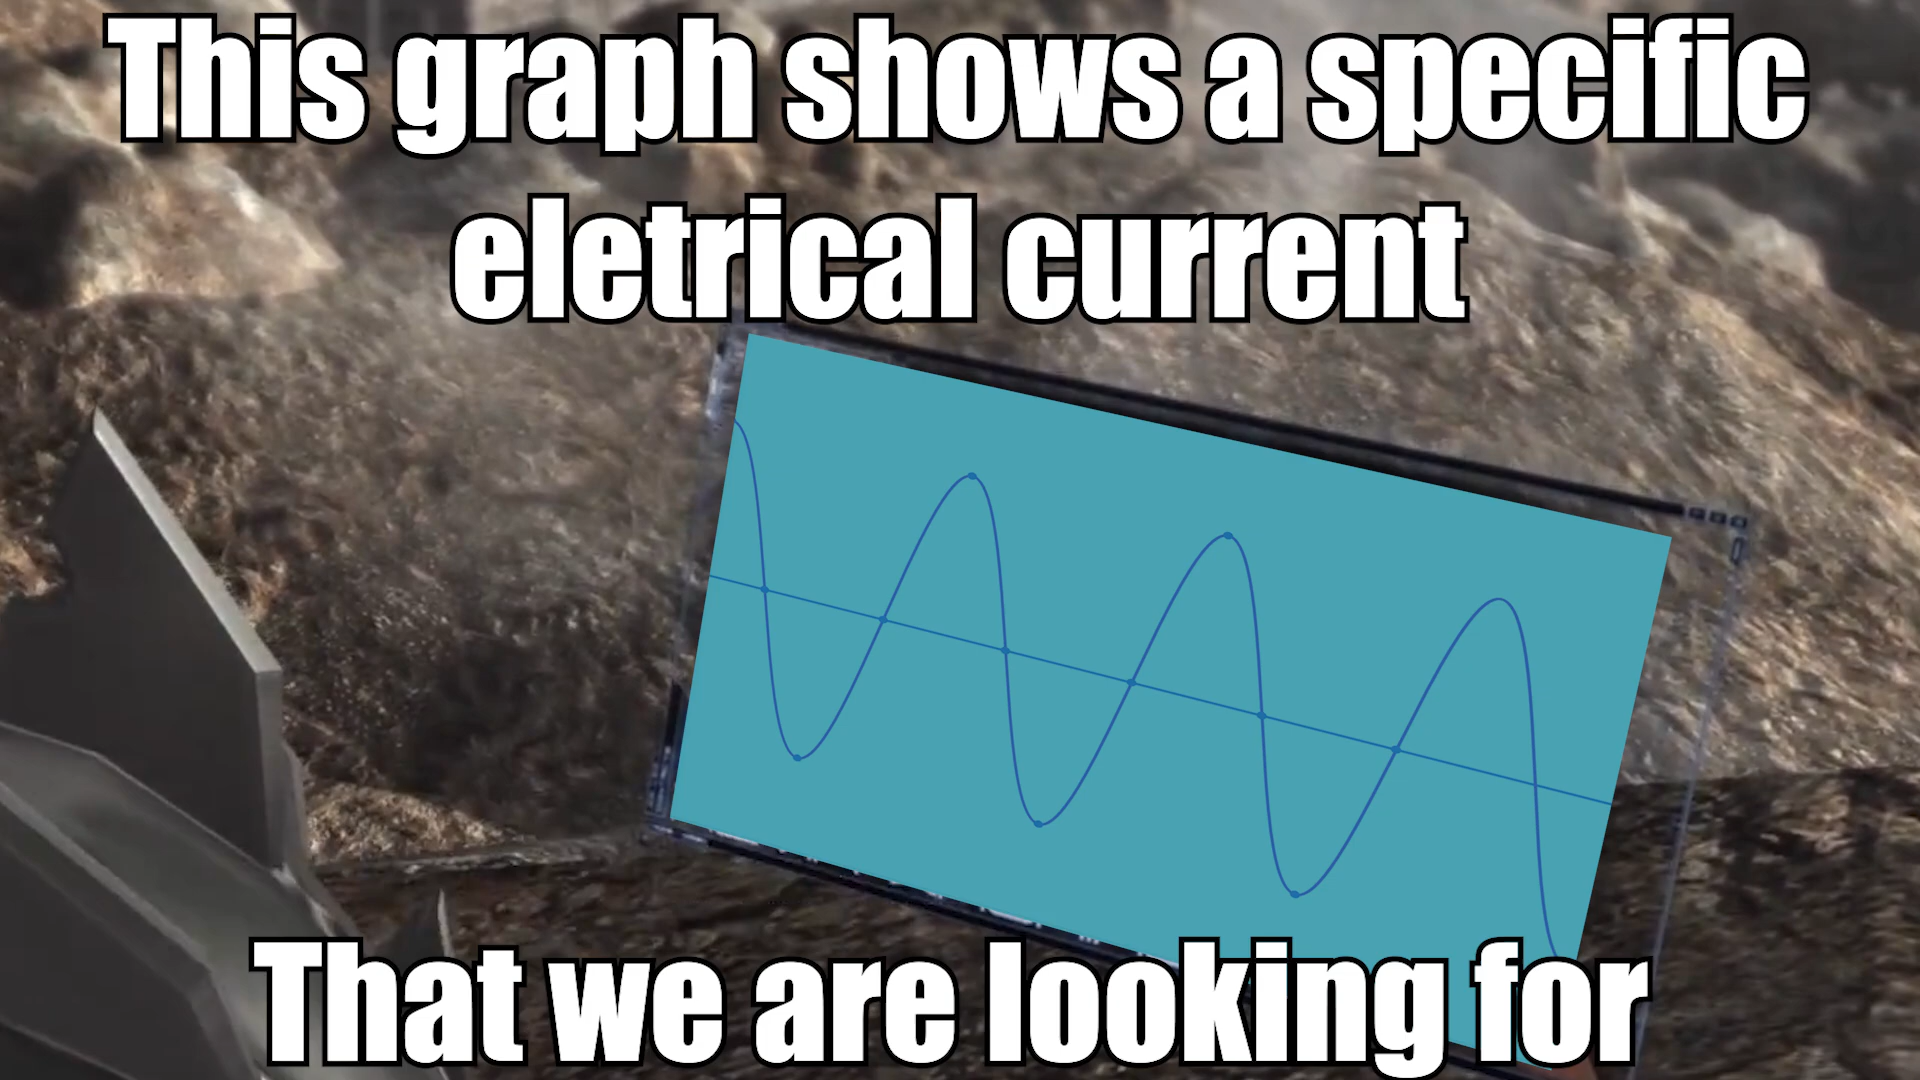 This graph shows a specific
eletrical current
That we are looking for